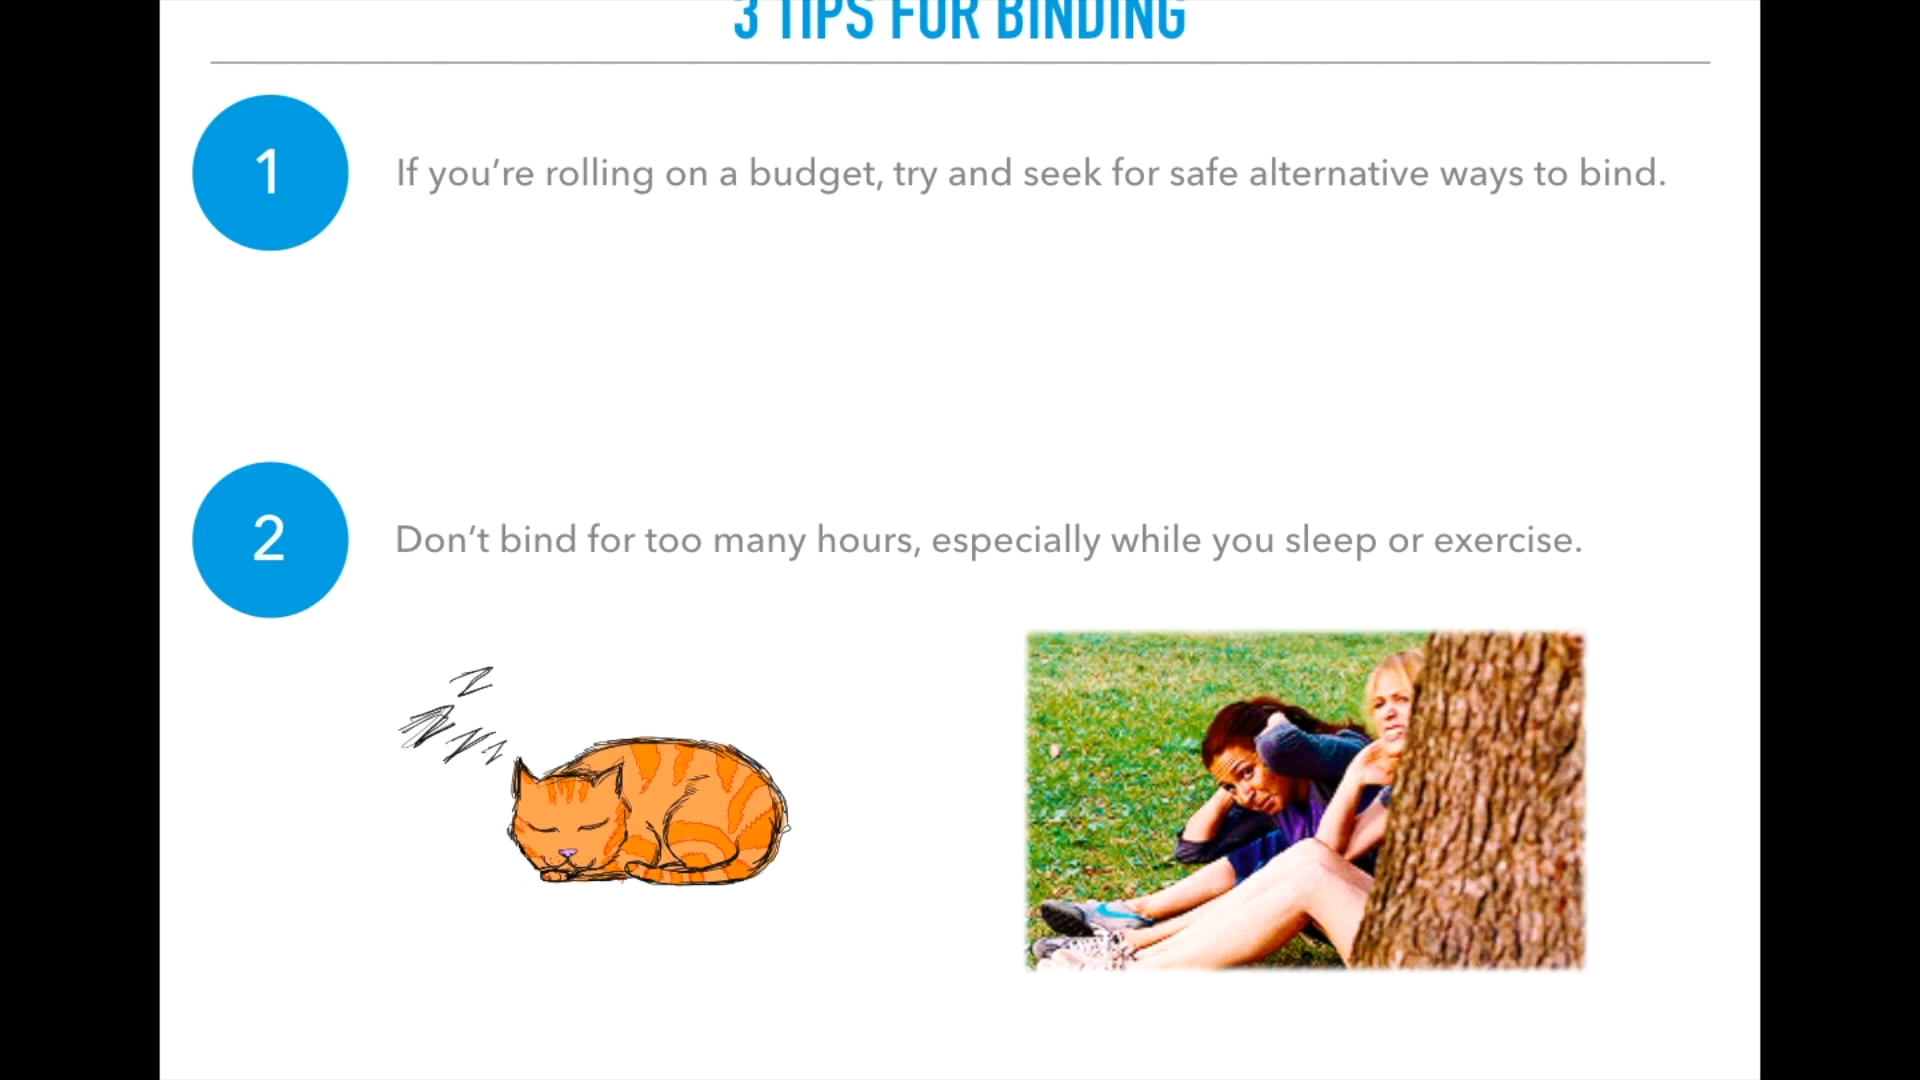 3 TIPS FOR BINDING
1
If you’re rolling on a budget, try and seek for safe alternative ways to bind.
2
Don’t bind for too many hours, especially while you sleep or exercise.
Z
Z
Z
Z